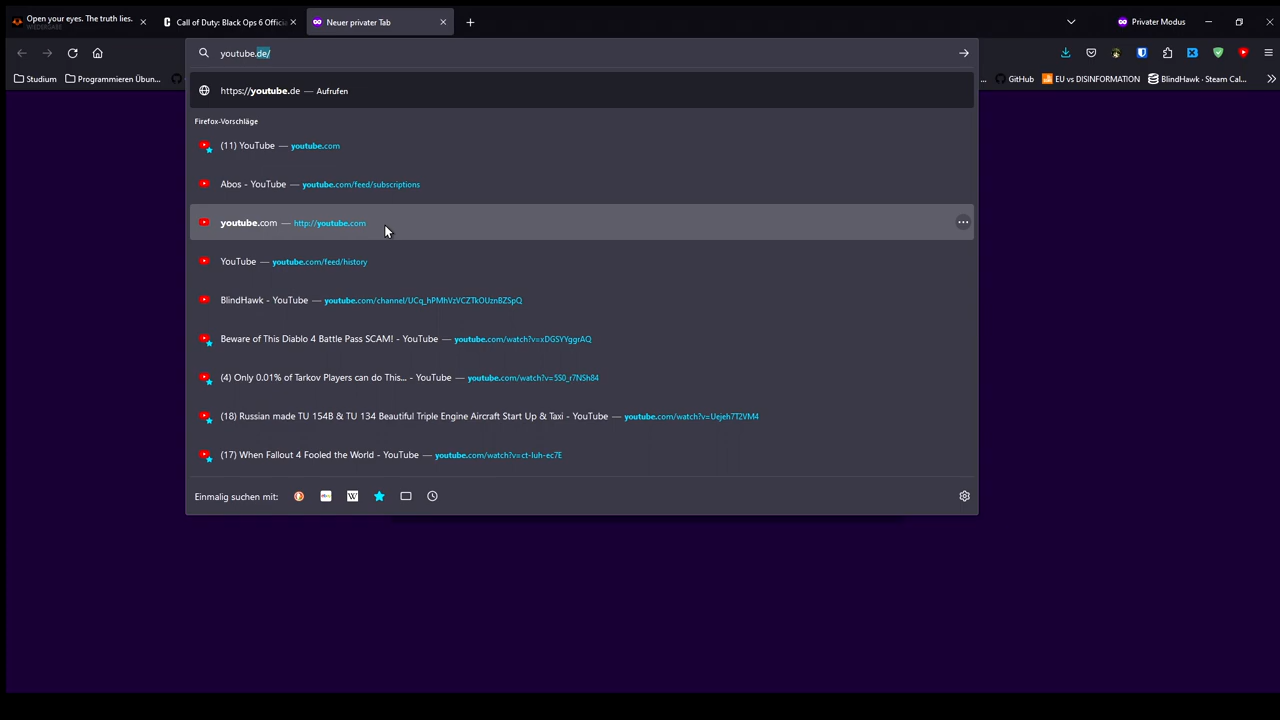 Open your eyes. The truth lies.
WIEDERGABE
Call of Duty: Black Ops 6 Offici
Neuer privater Tab
Privater Modus
youtube.de/
Studium
Programmieren Übun...
GitHub
EU vs DISINFORMATION
BlindHawk - Steam Cal...
https://youtube.de — Aufrufen
Firefox-Vorschläge
(11) YouTube — youtube.com
Abos - YouTube — youtube.com/feed/subscriptions
youtube.com — http://youtube.com
YouTube — youtube.com/feed/history
BlindHawk - YouTube — youtube.com/channel/UCq_hPMhVzVCZTkOUznBZSpQ
Beware of This Diablo 4 Battle Pass SCAM! - YouTube — youtube.com/watch?v=xDGSYYggrAQ
(4) Only 0.01% of Tarkov Players can do This... - YouTube — youtube.com/watch?v=5S0_r7NSh84
(18) Russian made TU 154B & TU 134 Beautiful Triple Engine Aircraft Start Up & Taxi - YouTube — youtube.com/watch?v=Uejeh7T2VM4
(17) When Fallout 4 Fooled the World - YouTube — youtube.com/watch?v=ct-Iuh-ec7E
Einmalig suchen mit:
W